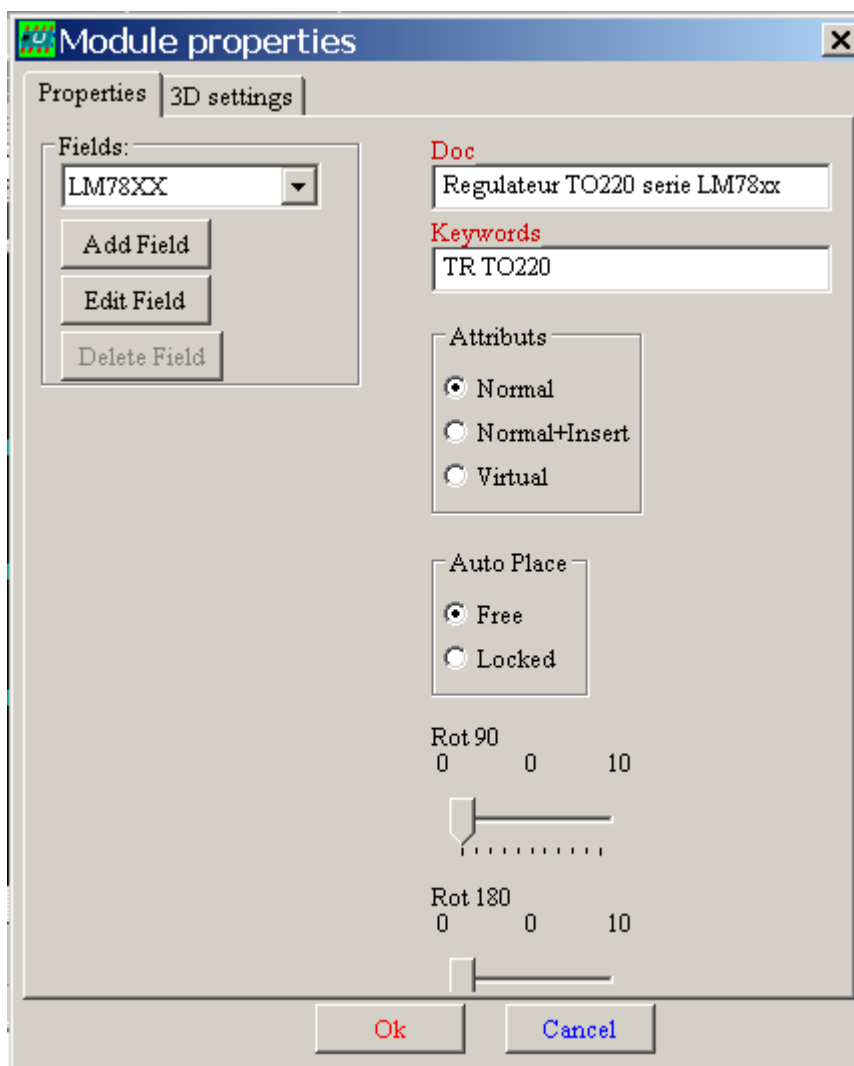 Module properties
Properties
3D settings
Fields:
LM78XX
Add Field
Edit Field
Delete Field
Doc
Regulateur TO220 serie LM78xx
Keywords
TR TO220
Attributs
Normal
Normal+Insert
Virtual
Auto Place
Free
Locked
Rot 90
0 0 10
Rot 180
0 0 10
Ok
Cancel